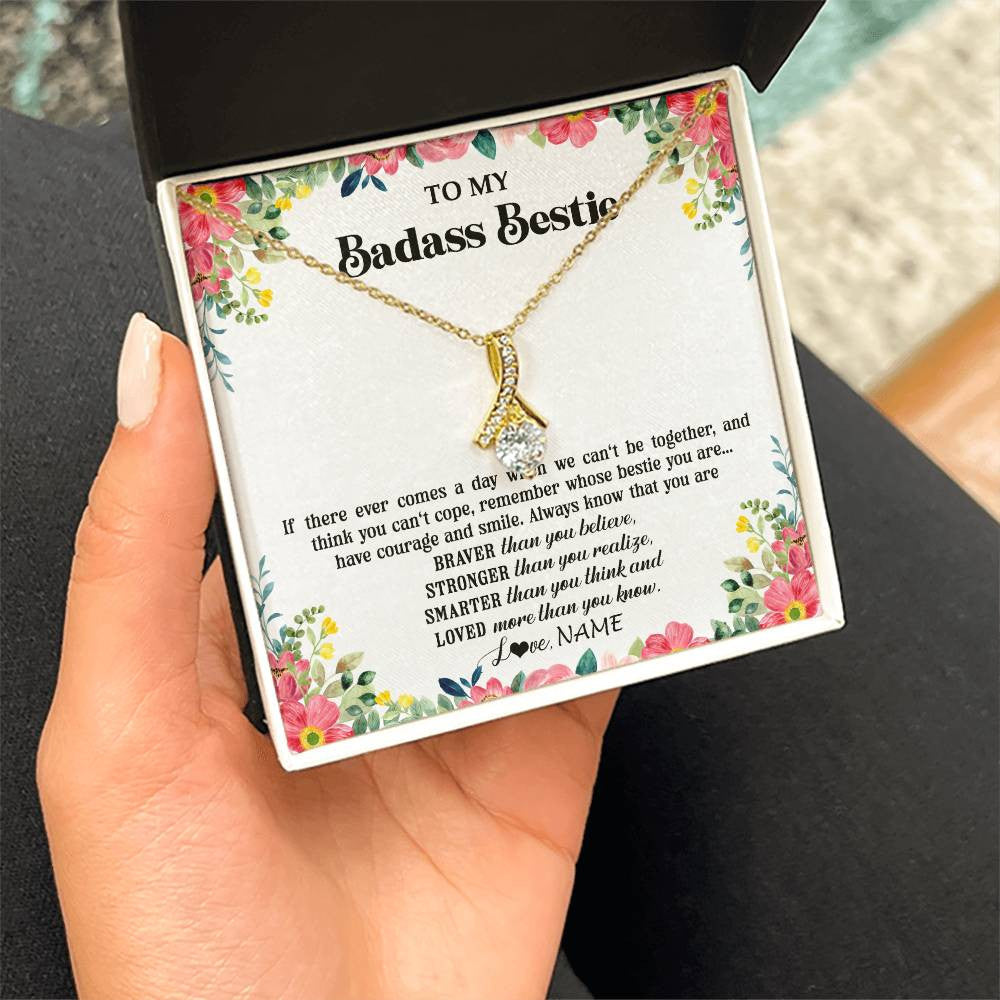 TO MY
Badass Bestie
If there ever comes a day when we can't be together, and
think you can't cope, remember whose bestie you are...
have courage and smile. Always know that you are
BRAVER than you believe,
STRONGER than you realize,
SMARTER than you think and
LOVED more than you know.
Love, NAME